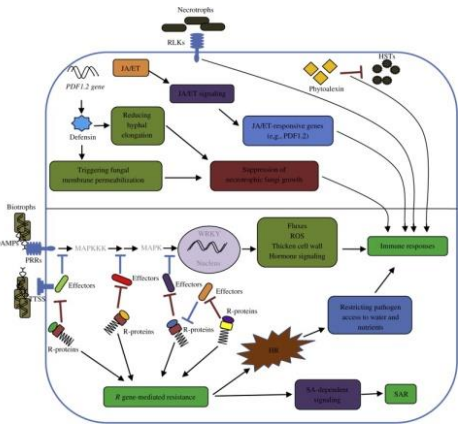 Necrotrophs
RLKs
HSTs
JA/ET
PDF1.2 gene
Phytoalexin
JA/ET signaling
Reducing
hyphal
elongation
JA/ET-responsive genes
(e.g., PDF1.2)
Defensin
Triggering fungal
membrane permeabilization
Suppression of
necrotrophic fungi growth
Biotrophs
WRKY
Fluxes
ROS
Thicken cell wall
Hormone signaling
AMPs
MAPKKK
MAPK
Nucleus
Immune responses
PRRs
TTSS
Effectors
Effectors
Effectors
Effectors
R-proteins
R-proteins
R-proteins
R-proteins
Restricting pathogen
access to water and
nutrients
HR
R gene-mediated resistance
SA-dependent
signaling
SAR